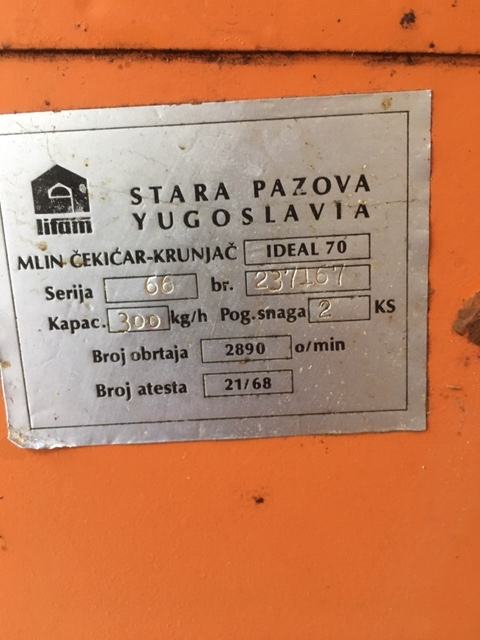 lifam
STARA PAZOVA
YUGOSLAVIA
MLIN ČEKIĆAR-KRUNJAČ IDEAL 70
Serija 66 br. 237167
Kapac. 300 kg/h Pog.snaga 2 KS
Broj obrtaja 2890 o/min
Broj atesta 21/68